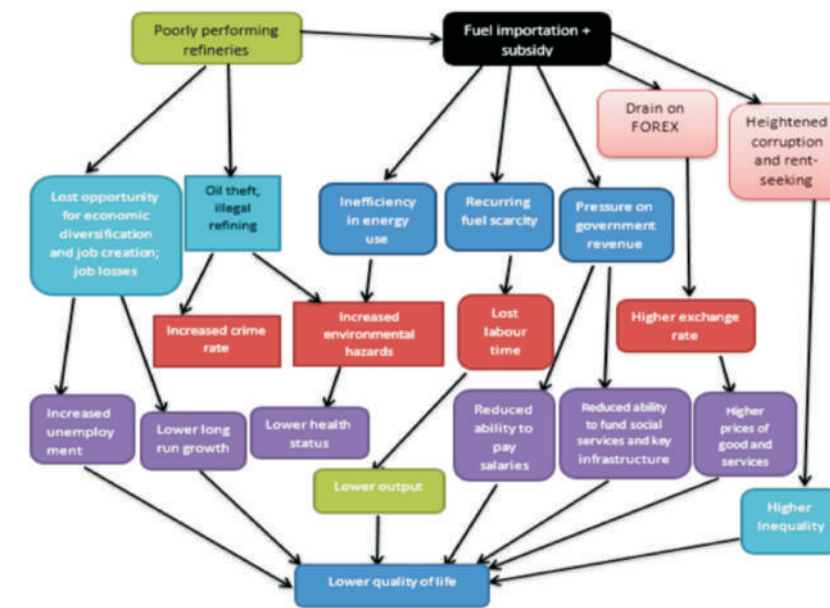 Poorly performing
refineries
Fuel importation +
subsidy
Drain on
FOREX
Heightened
corruption
and rent-
seeking
Lost opportunity
for economic
diversification
and job creation;
job losses
Oil theft,
illegal
refining
Inefficiency
in energy
use
Recurring
fuel scarcity
Pressure on
government
revenue
Increased crime
rate
Increased
environmental
hazards
Lost
labour
time
Higher exchange
rate
Increased
unemploy
ment
Lower long
run growth
Lower health
status
Reduced
ability to
pay
salaries
Reduced ability
to fund social
services and key
infrastructure
Higher
prices of
good and
services
Lower output
Higher
Inequality
Lower quality of life